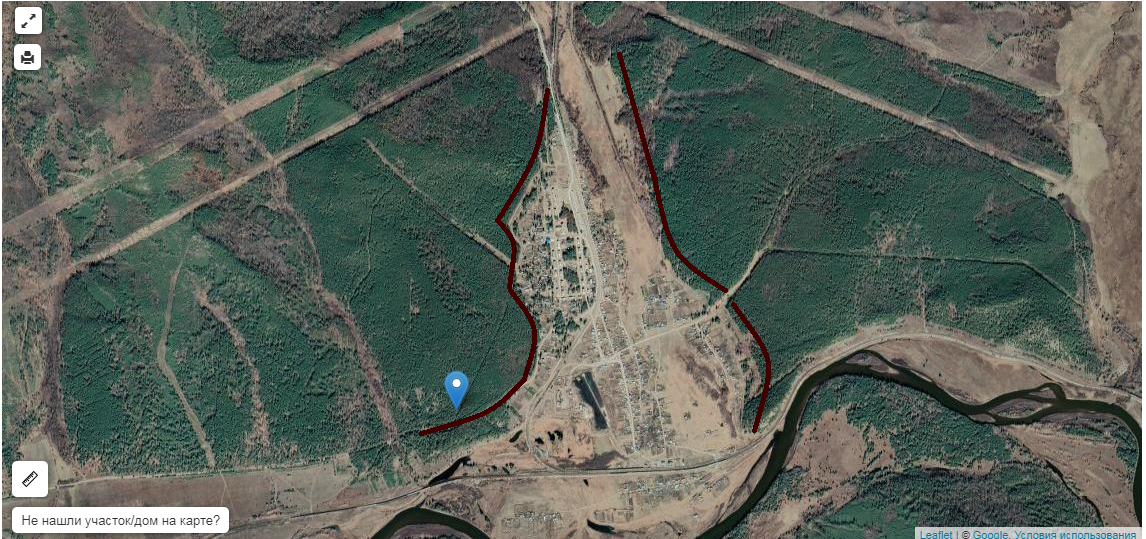 Не нашли участок/дом на карте?
Leaflet | © Google, Условия использования